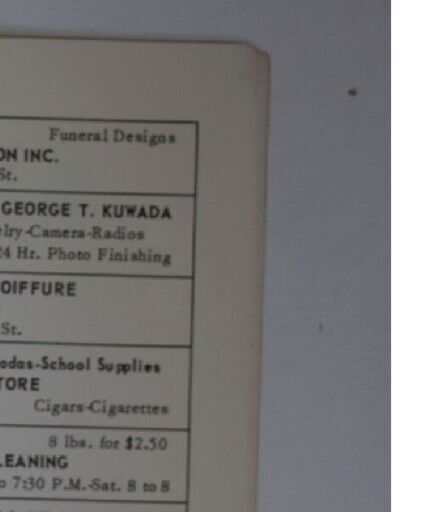 Funeral Designs
ON INC.
St.
GEORGE T. KUWADA
elry-Camera-Radios
24 Hr. Photo Finishing
OIFFURE
St.
odas-School Supplies
TORE
Cigars-Cigarettes
8 lbs. for $2.50
LEANING
o 7:30 P.M.-Sat. 8 to 8